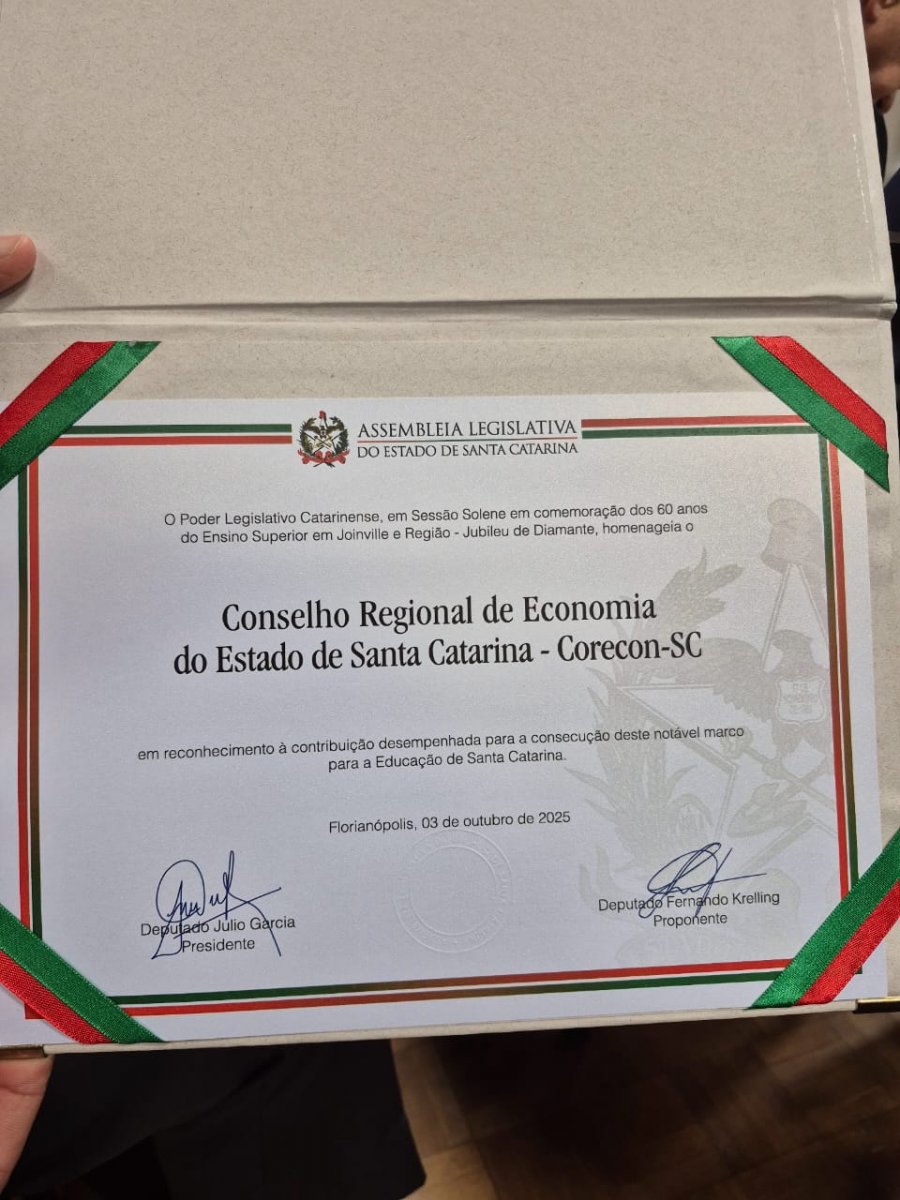 ASSEMBLEIA LEGISLATIVA
DO ESTADO DE SANTA CATARINA
O Poder Legislativo Catarinense, em Sessão Solene em comemoração dos 60 anos
do Ensino Superior em Joinville e Região - Jubileu de Diamante, homenageia o
Conselho Regional de Economia
do Estado de Santa Catarina - Corecon-SC
em reconhecimento à contribuição desempenhada para a consecução deste notável marco
para a Educação de Santa Catarina.
Florianópolis, 03 de outubro de 2025
Deputado Julio Garcia
Presidente
Deputado Fernando Krelling
Proponente